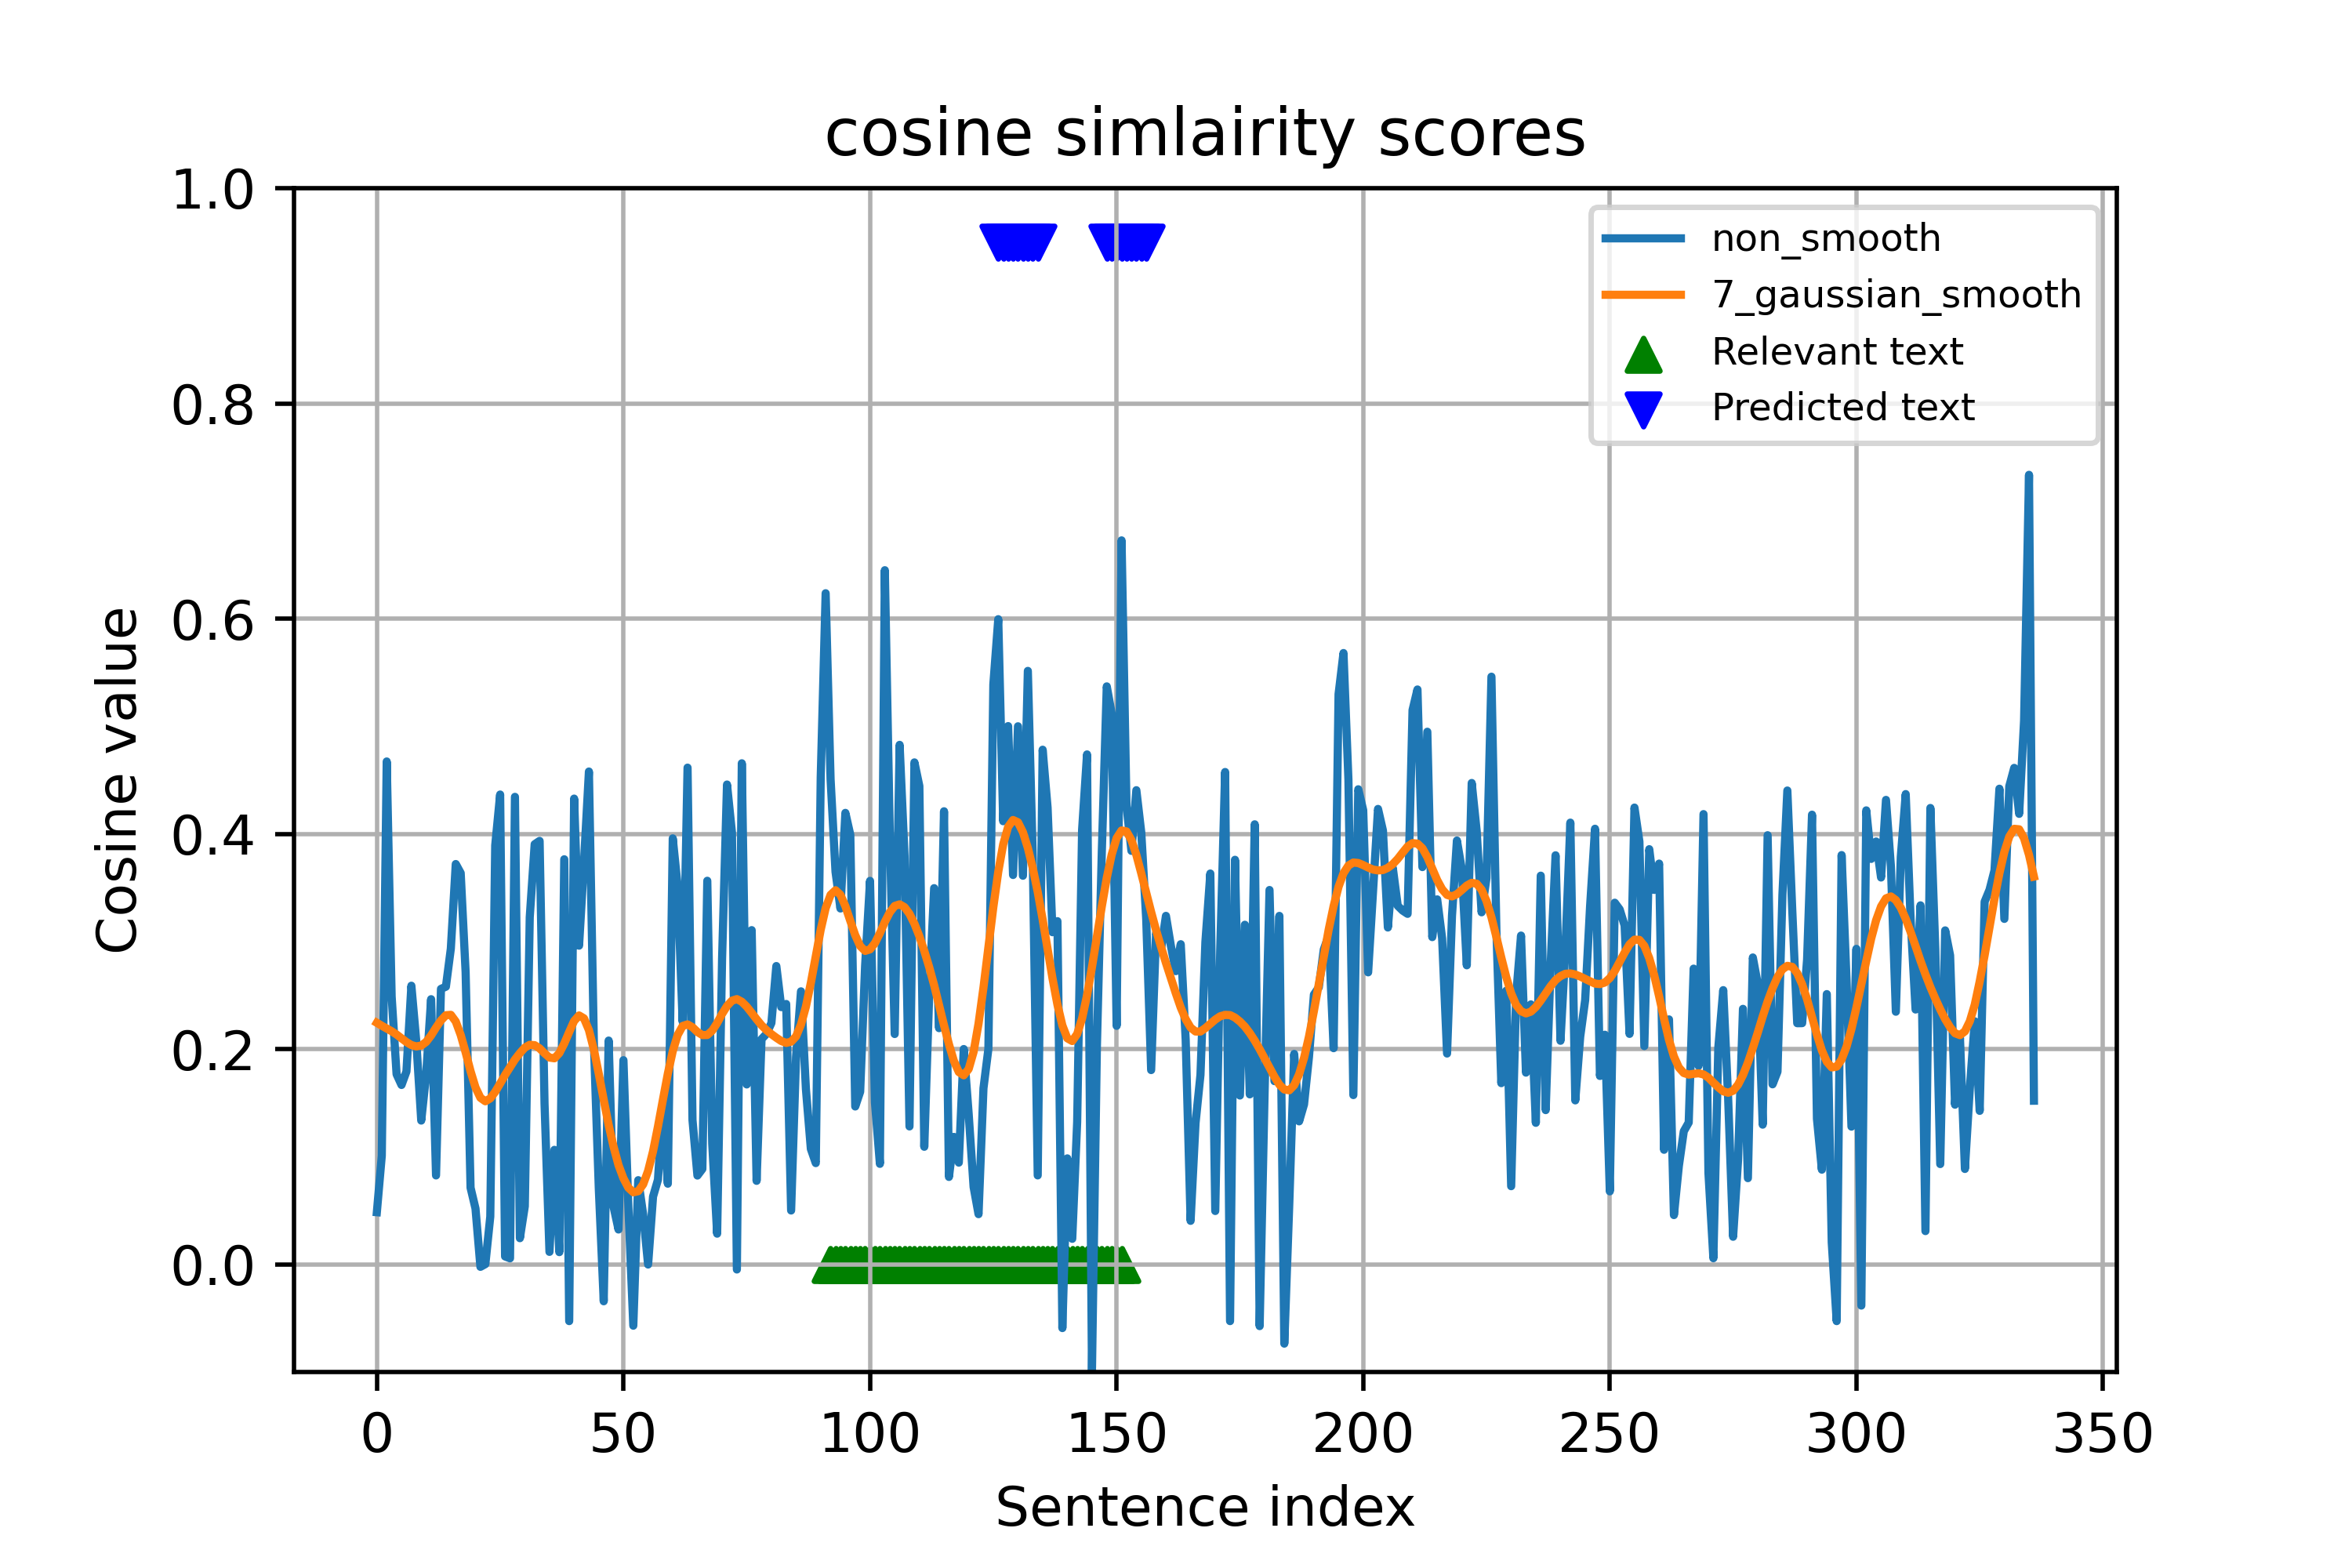 cosine simlairity scores
1.0
0.8
0.6
0.4
0.2
0.0
Cosine value
non_smooth
7_gaussian_smooth
Relevant text
Predicted text
0 50 100 150 200 250 300 350
Sentence index